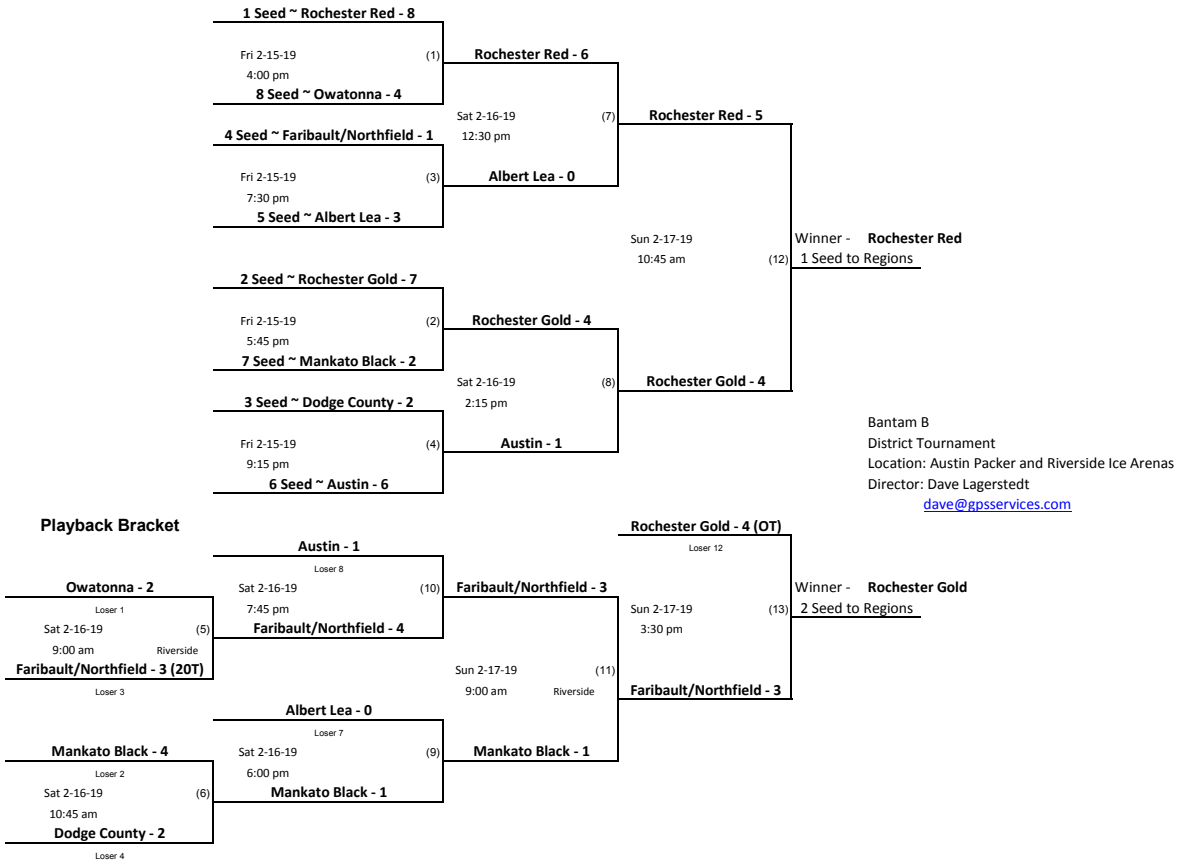 1 Seed ~ Rochester Red - 8
Fri 2-15-19 (1)
4:00 pm
8 Seed ~ Owatonna - 4
Rochester Red - 6
4 Seed ~ Faribault/Northfield - 1
Fri 2-15-19 (3)
7:30 pm
5 Seed ~ Albert Lea - 3
Sat 2-16-19 (7)
12:30 pm
Albert Lea - 0
Rochester Red - 5
2 Seed ~ Rochester Gold - 7
Fri 2-15-19 (2)
5:45 pm
7 Seed ~ Mankato Black - 2
Rochester Gold - 4
3 Seed ~ Dodge County - 2
Fri 2-15-19 (4)
9:15 pm
6 Seed ~ Austin - 6
Sat 2-16-19 (8)
2:15 pm
Austin - 1
Rochester Gold - 4
Sun 2-17-19
10:45 am (12)
Winner - Rochester Red
1 Seed to Regions
Bantam B
District Tournament
Location: Austin Packer and Riverside Ice Arenas
Director: Dave Lagerstedt
dave@gpsservices.com
Playback Bracket
Owatonna - 2
Loser 1
Sat 2-16-19 (5)
9:00 am Riverside
Faribault/Northfield - 3 (20T)
Loser 3
Mankato Black - 4
Loser 2
Sat 2-16-19 (6)
10:45 am
Dodge County - 2
Loser 4
Austin - 1
Loser 8
Sat 2-16-19 (10)
7:45 pm
Faribault/Northfield - 4
Albert Lea - 0
Loser 7
Sat 2-16-19 (9)
6:00 pm
Mankato Black - 1
Faribault/Northfield - 3
Sun 2-17-19 (11)
9:00 am Riverside
Mankato Black - 1
Rochester Gold - 4 (OT)
Loser 12
Sun 2-17-19 (13)
3:30 pm
Faribault/Northfield - 3
Winner - Rochester Gold
2 Seed to Regions